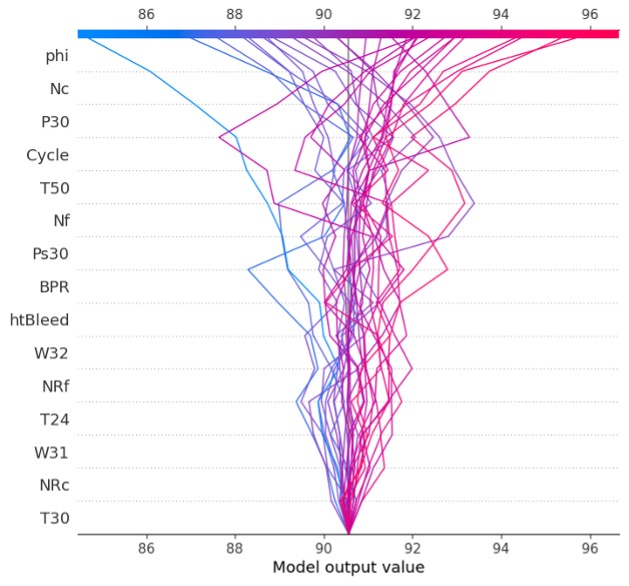 86 88 90 92 94 96
phi
Nc
P30
Cycle
T50
Nf
Ps30
BPR
htBleed
W32
NRf
T24
W31
NRc
T30
86 88 90 92 94 96
Model output value